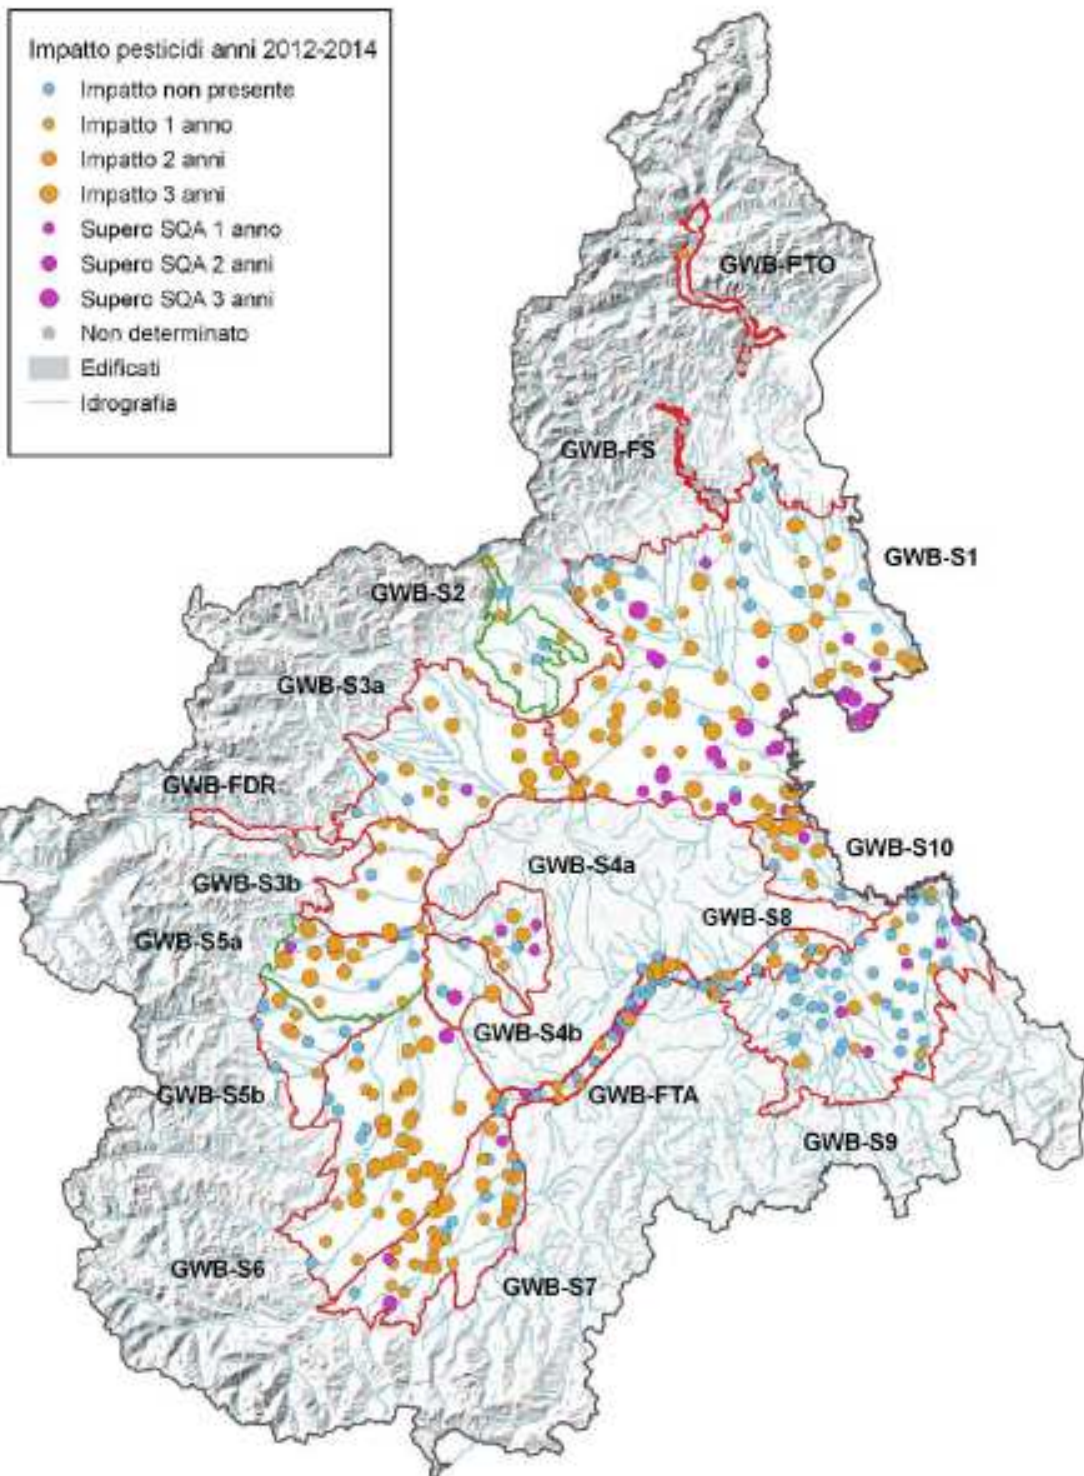 Impatto pesticidi anni 2012-2014
Impatto non presente
Impatto 1 anno
Impatto 2 anni
Impatto 3 anni
Supero SQA 1 anno
Supero SQA 2 anni
Supero SQA 3 anni
Non determinato
Edificati
Idrografia
GWB-FTO
GWB-FS
GWB-S1
GWB-S2
GWB-S3a
GWB-FDR
GWB-S10
GWB-S4a
GWB-S3b
GWB-S8
GWB-S5a
GWB-S4b
GWB-S5b
GWB-FTA
GWB-S9
GWB-S6
GWB-S7